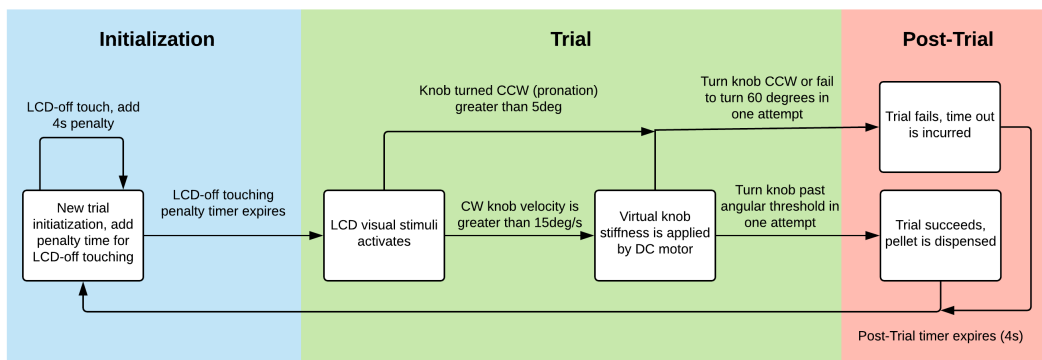 Initialization
Trial
Post-Trial
LCD-off touch, add
4s penalty
New trial
initiatization, add
penalty time for
LCD-off touching
LCD-off touching
penalty timer expires
Knob turned CCW (pronation)
greater than 5deg
LCD visual stimuli
activates
CW knob velocity is
greater than 15deg/s
Virtual knob
stiffness is applied
by DC motor
Turn knob CCW or fail
to turn 60 degrees in
one attempt
Turn knob past
angular threshold in
one attempt
Trial fails, time out
is incurred
Trial succeeds,
pellet is dispensed
Post-Trial timer expires (4s)